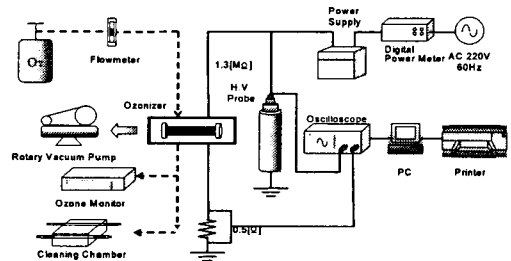 Power
Supply
O₂
Flowmeter
1.3[MΩ]
Digital
Power Meter
AC 220V
60Hz
H.V
Probe
Ozonizer
Oscilloscope
Rotary Vacuum Pump
PC
Printer
Ozone Monitor
0.5[Ω]
Cleaning Chamber